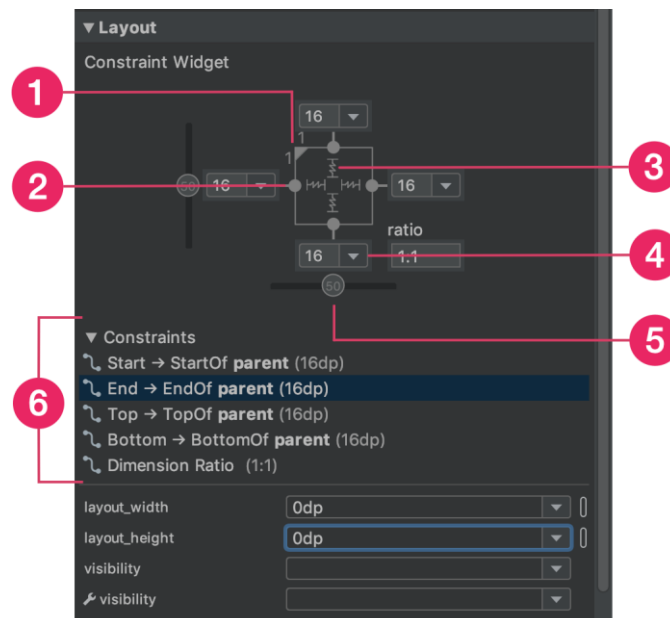 ▼ Layout
Constraint Widget
1
16
1
1
2
50
16
16
3
ratio
16
1:1
4
50
5
▼ Constraints
Start → StartOf parent (16dp)
End → EndOf parent (16dp)
6
Top → TopOf parent (16dp)
Bottom → BottomOf parent (16dp)
Dimension Ratio (1:1)
layout_width 0dp
layout_height 0dp
visibility
visibility